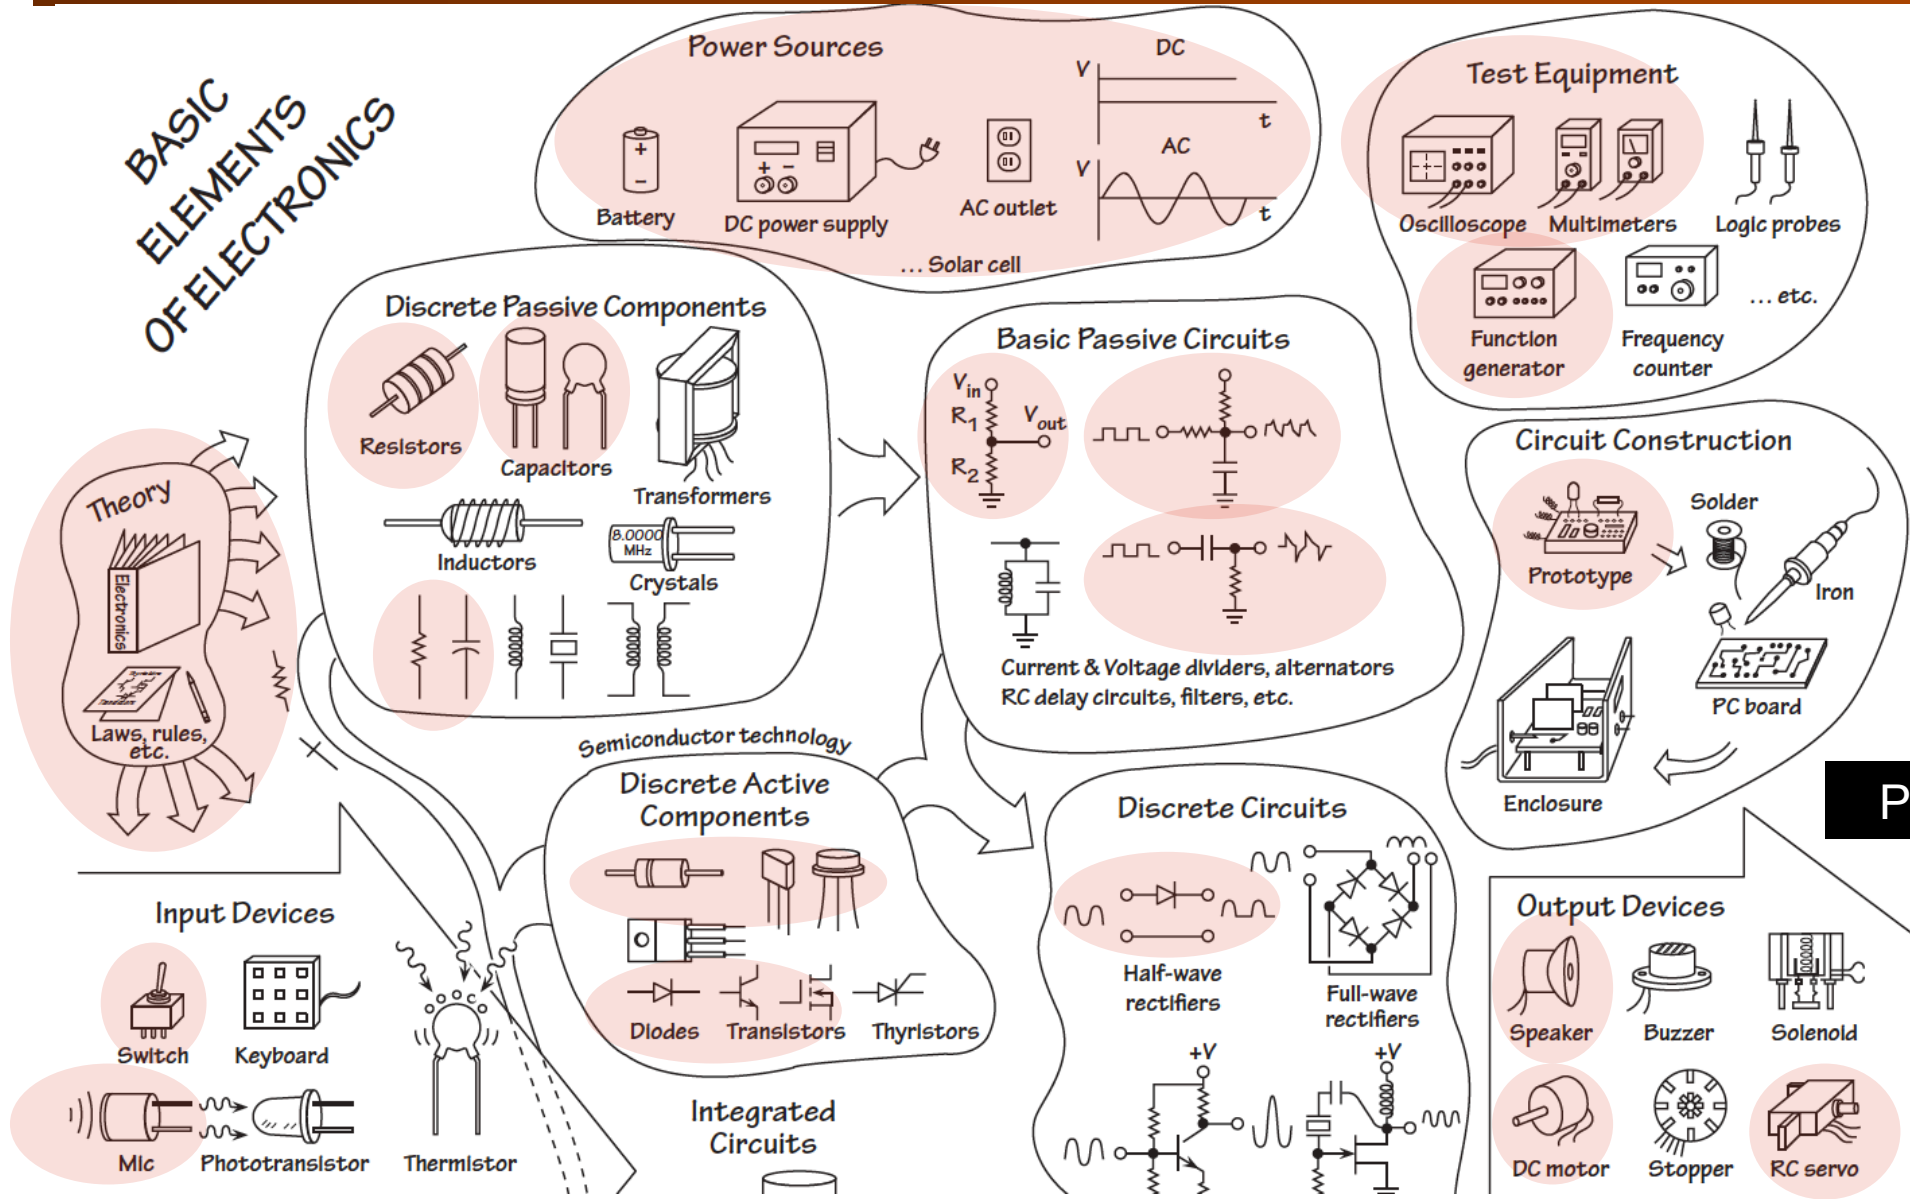 BASIC
ELEMENTS
OF ELECTRONICS
Power Sources
DC
V
t
AC
V
t
+
−
+ −
Battery
DC power supply
AC outlet
... Solar cell
Test Equipment
Oscilloscope
Multimeters
Logic probes
Function
generator
Frequency
counter
... etc.
Discrete Passive Components
Resistors
Capacitors
Transformers
Inductors
8.0000
MHz
Crystals
Basic Passive Circuits
Vin
R1
Vout
R2
Current & Voltage dividers, alternators
RC delay circuits, filters, etc.
Circuit Construction
Prototype
Solder
Iron
PC board
Enclosure
Theory
Electronics
Laws, rules,
etc.
Semiconductor technology
Discrete Active
Components
Diodes
Transistors
Thyristors
Discrete Circuits
Half-wave
rectifiers
Full-wave
rectifiers
+V
+V
P
Input Devices
Switch
Keyboard
Mic
Phototransistor
Thermistor
Integrated
Circuits
Output Devices
Speaker
Buzzer
Solenoid
DC motor
Stopper
RC servo